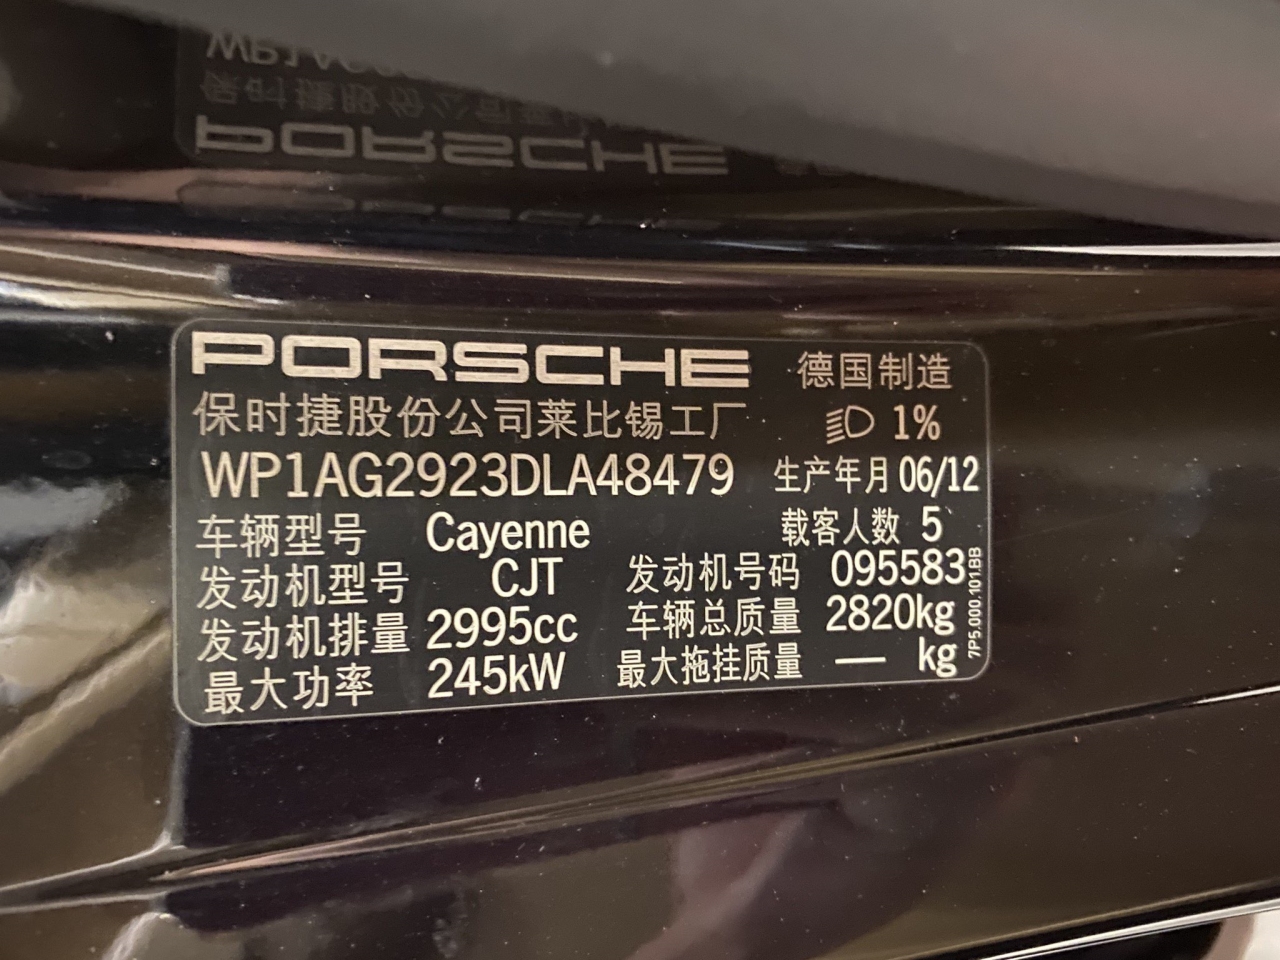 PORSCHE 德国制造
保时捷股份公司莱比锡工厂 1%
WP1AG2923DLA48479 生产年月 06/12
车辆型号 Cayenne 载客人数 5
发动机型号 CJT 发动机号码 095583
发动机排量 2995cc 车辆总质量 2820kg
最大功率 245kW 最大拖挂质量 — kg
7P5.000.101.BB